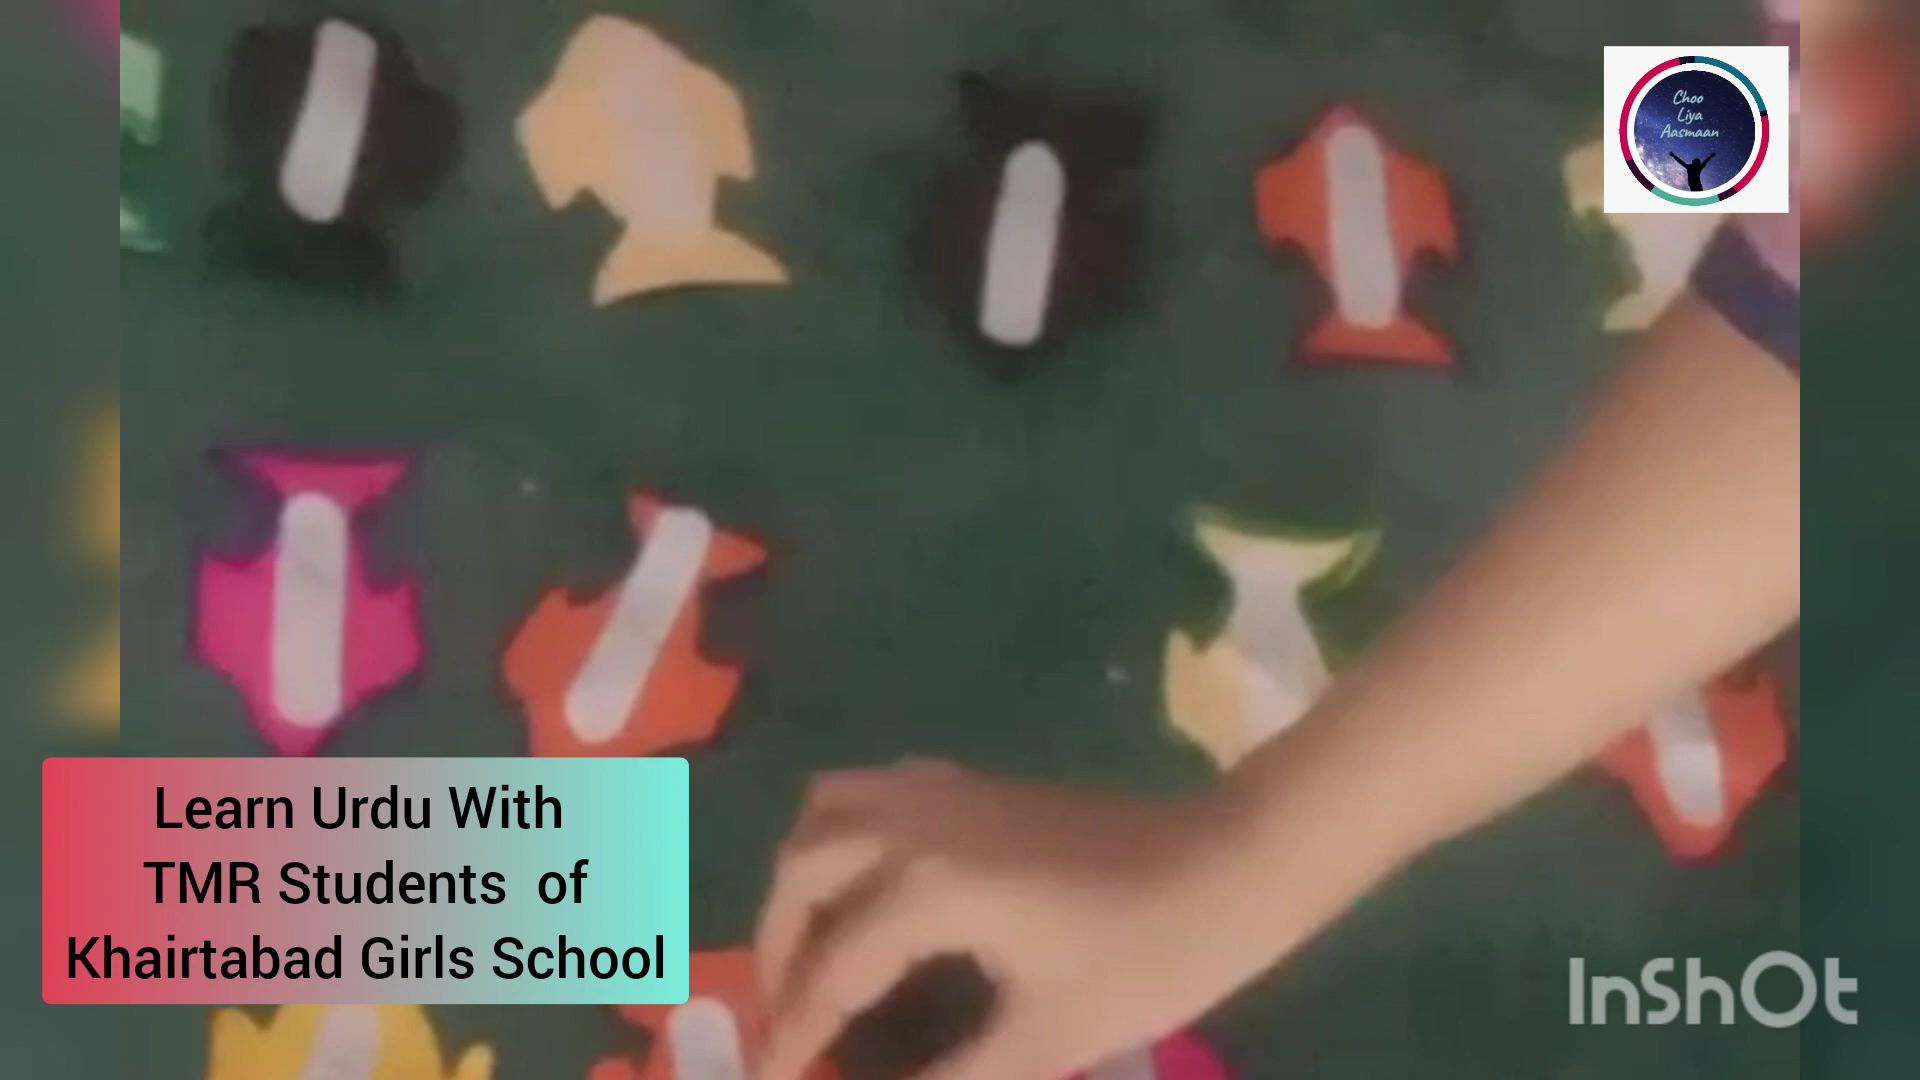 Choo
Liya
Aasmaan
Learn Urdu With
TMR Students of
Khairtabad Girls School
InShOt